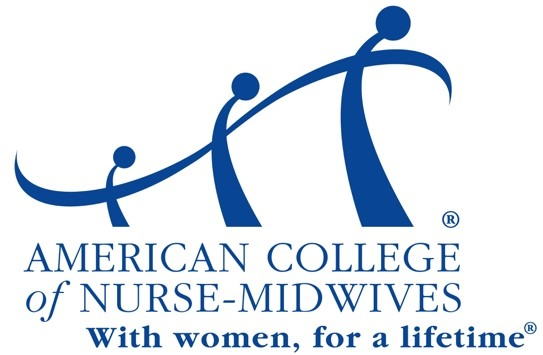 ®
AMERICAN COLLEGE
of NURSE-MIDWIVES
With women, for a lifetime®